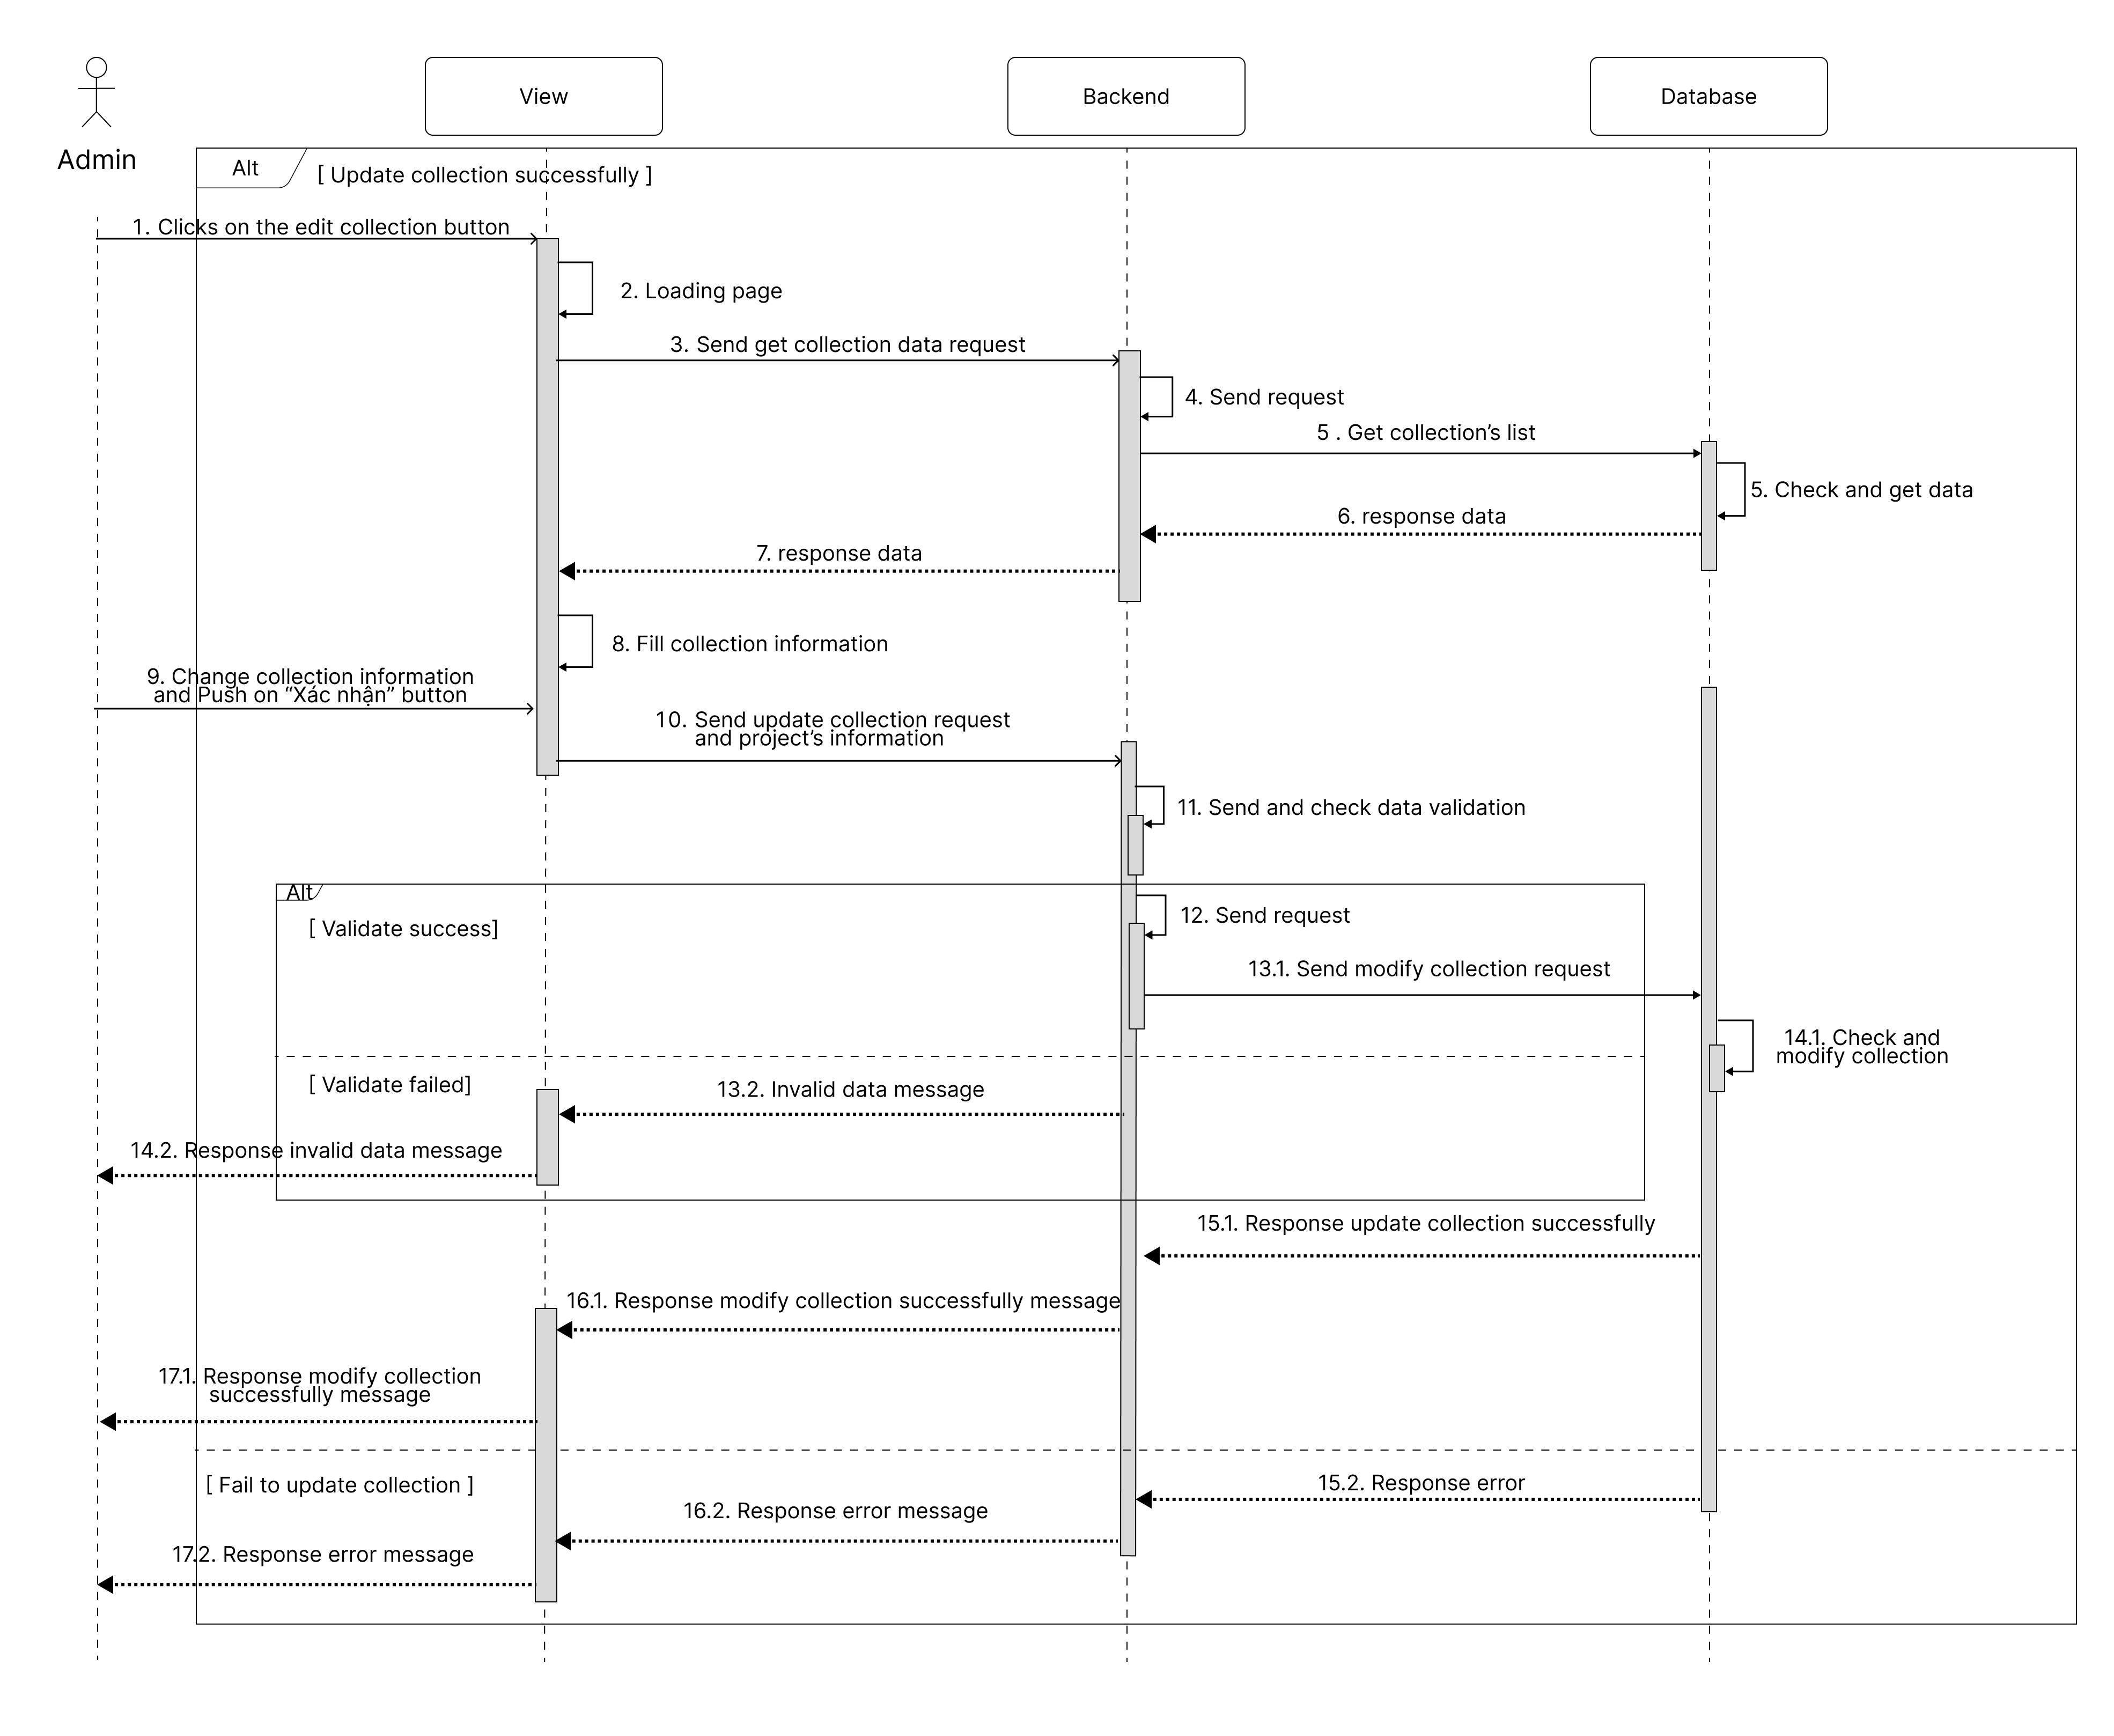 View
Backend
Database
Admin
Alt
[ Update collection successfully ]
1. Clicks on the edit collection button
2. Loading page
3. Send get collection data request
4. Send request
5 . Get collection’s list
5. Check and get data
6. response data
7. response data
8. Fill collection information
9. Change collection information
and Push on “Xác nhận” button
10. Send update collection request
and project’s information
11. Send and check data validation
Alt
[ Validate success]
12. Send request
13.1. Send modify collection request
14.1. Check and
modify collection
[ Validate failed]
13.2. Invalid data message
14.2. Response invalid data message
15.1. Response update collection successfully
16.1. Response modify collection successfully message
17.1. Response modify collection
successfully message
[ Fail to update collection ]
15.2. Response error
16.2. Response error message
17.2. Response error message